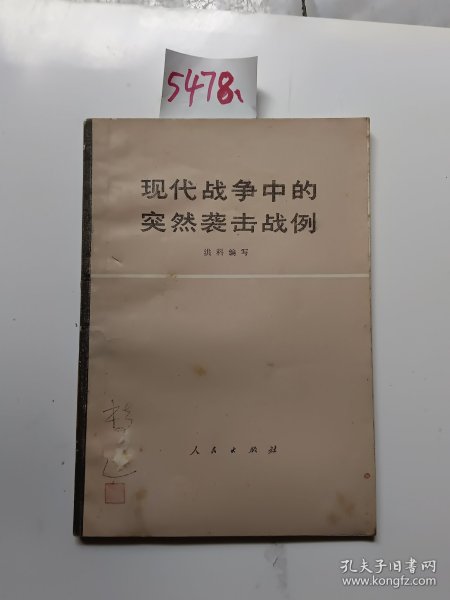 5478、
现代战争中的
突然袭击战例
洪科编写
人民出版社
孔夫子旧书网
www.kongfz.com